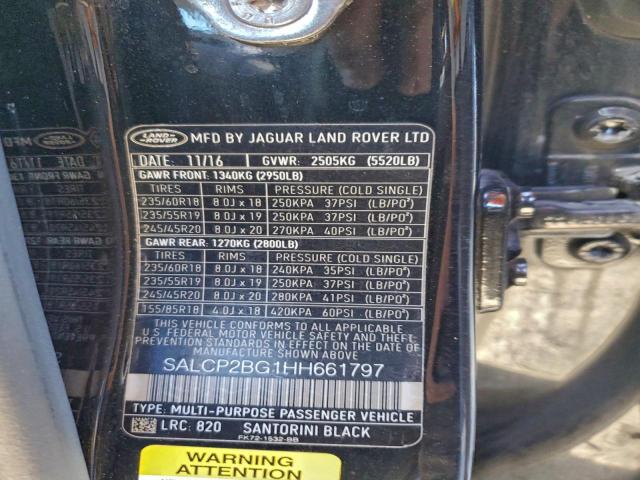 LAND-ROVER MFD BY JAGUAR LAND ROVER LTD
DATE: 11/16 GVWR: 2505KG (5520LB)
GAWR FRONT: 1340KG (2950LB)
TIRES RIMS PRESSURE (COLD SINGLE)
235/60R18 8.0J x 18 250KPA 37PSI (LB/PO²)
235/55R19 8.0J x 19 250KPA 37PSI (LB/PO²)
245/45R20 8.0J x 20 270KPA 40PSI (LB/PO²)
GAWR REAR: 1270KG (2800LB)
TIRES RIMS PRESSURE (COLD SINGLE)
235/60R18 8.0J x 18 240KPA 35PSI (LB/PO²)
235/55R19 8.0J x 19 250KPA 37PSI (LB/PO²)
245/45R20 8.0J x 20 280KPA 41PSI (LB/PO²)
155/85R18 4.0J x 18 420KPA 60PSI (LB/PO²)
THIS VEHICLE CONFORMS TO ALL APPLICABLE
U.S FEDERAL MOTOR VEHICLE SAFETY, BUMPER AND THEFT
PREVENTION STANDARDS IN EFFECT ON THE DATE OF
MANUFACTURE SHOWN ABOVE.
SALCP2BG1HH661797
TYPE: MULTI-PURPOSE PASSENGER VEHICLE
LRC: 820 SANTORINI BLACK
FK72-1532-BB
WARNING
ATTENTION